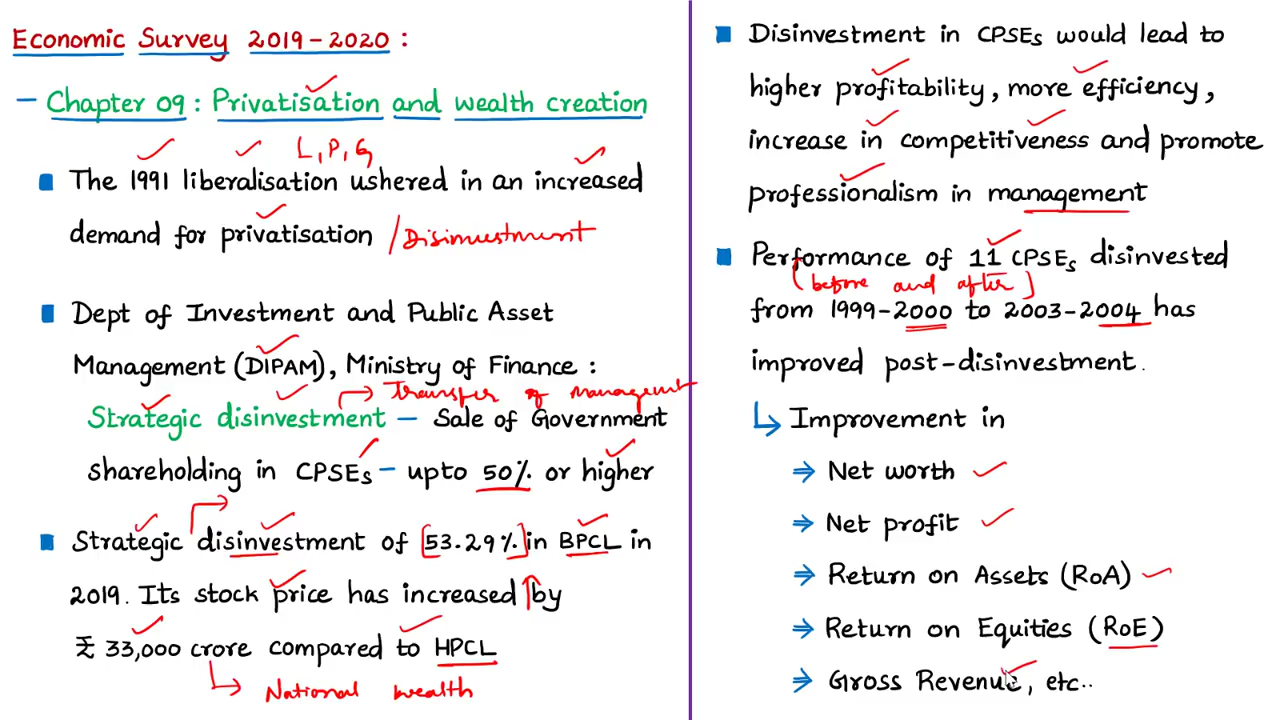 Economic Survey 2019-2020 :
– Chapter 09 : Privatisation and wealth creation
L, P, G
The 1991 liberalisation ushered in an increased
demand for privatisation / Disinvestment
Dept of Investment and Public Asset
Management (DIPAM), Ministry of Finance :
→ Transfer of management
Strategic disinvestment – Sale of Government
shareholding in CPSEs – upto 50% or higher
Strategic disinvestment of [53.29%] in BPCL in
2019. Its stock price has increased ↑ by
₹ 33,000 crore compared to HPCL
→ National wealth
Disinvestment in CPSEs would lead to
higher profitability, more efficiency,
increase in competitiveness and promote
professionalism in management
Performance of 11 CPSEs disinvested
(before and after)
from 1999-2000 to 2003-2004 has
improved post-disinvestment.
↳ Improvement in
⇒ Net worth
⇒ Net profit
⇒ Return on Assets (RoA)
⇒ Return on Equities (RoE)
⇒ Gross Revenue, etc..